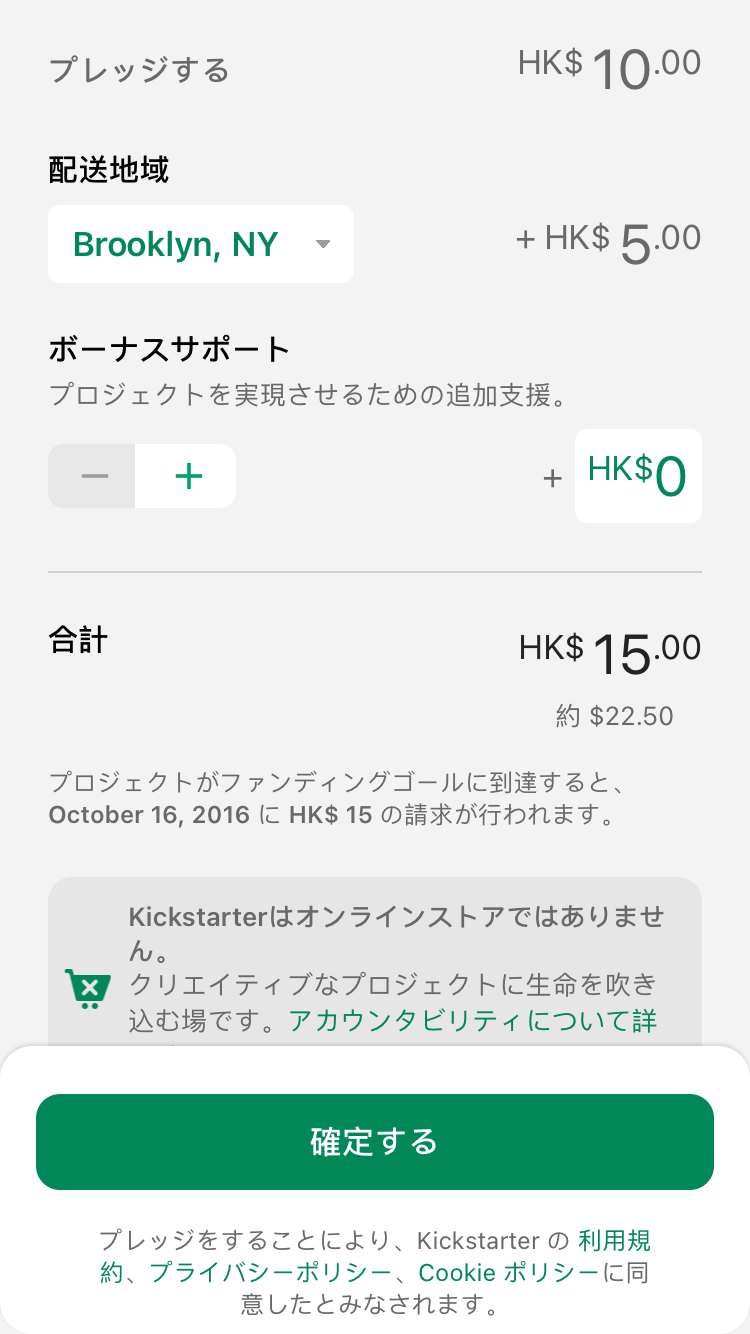 プレッジする HK$ 10.00
配送地域
Brooklyn, NY + HK$ 5.00
ボーナスサポート
プロジェクトを実現させるための追加支援。
− + + HK$0
合計 HK$ 15.00
約 $22.50
プロジェクトがファンディングゴールに到達すると、
October 16, 2016 に HK$ 15 の請求が行われます。
Kickstarterはオンラインストアではありませ
ん。
クリエイティブなプロジェクトに生命を吹き
込む場です。アカウンタビリティについて詳
確定する
プレッジをすることにより、Kickstarter の 利用規
約、プライバシーポリシー、Cookie ポリシーに同
意したとみなされます。